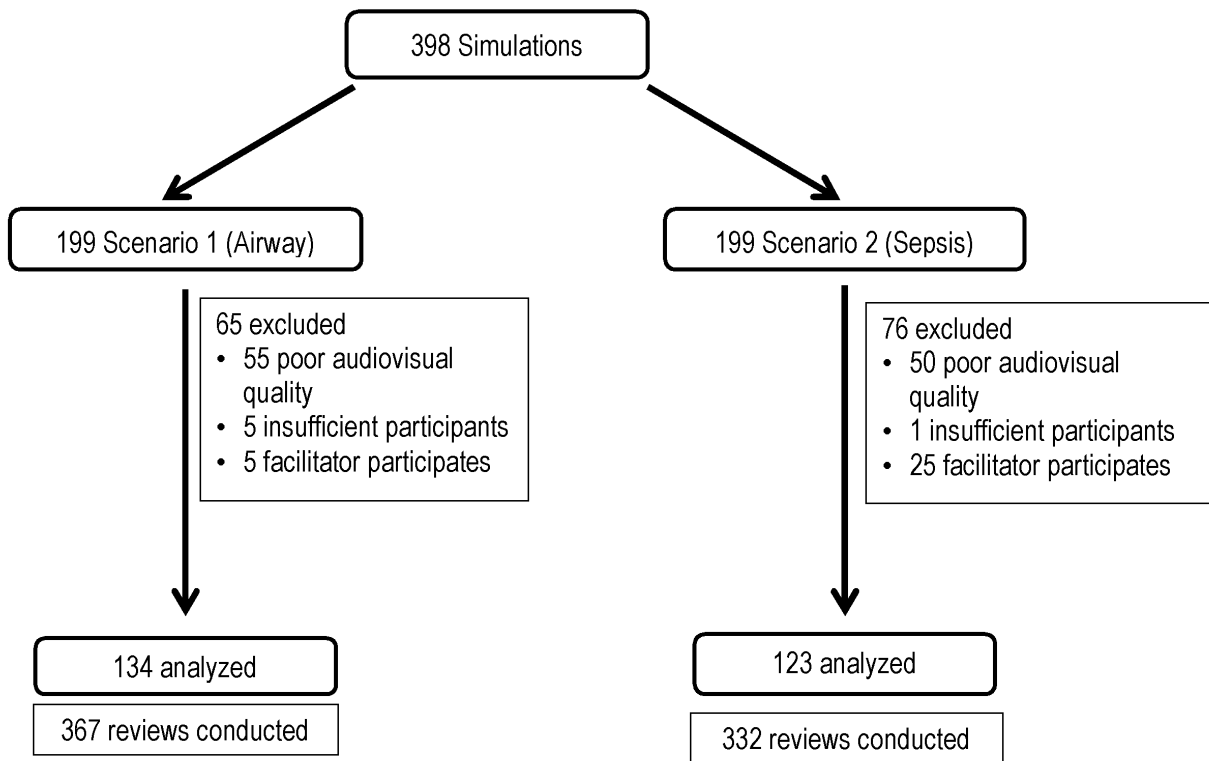 398 Simulations
199 Scenario 1 (Airway)
199 Scenario 2 (Sepsis)
65 excluded
• 55 poor audiovisual
quality
• 5 insufficient participants
• 5 facilitator participates
76 excluded
• 50 poor audiovisual
quality
• 1 insufficient participants
• 25 facilitator participates
134 analyzed
367 reviews conducted
123 analyzed
332 reviews conducted